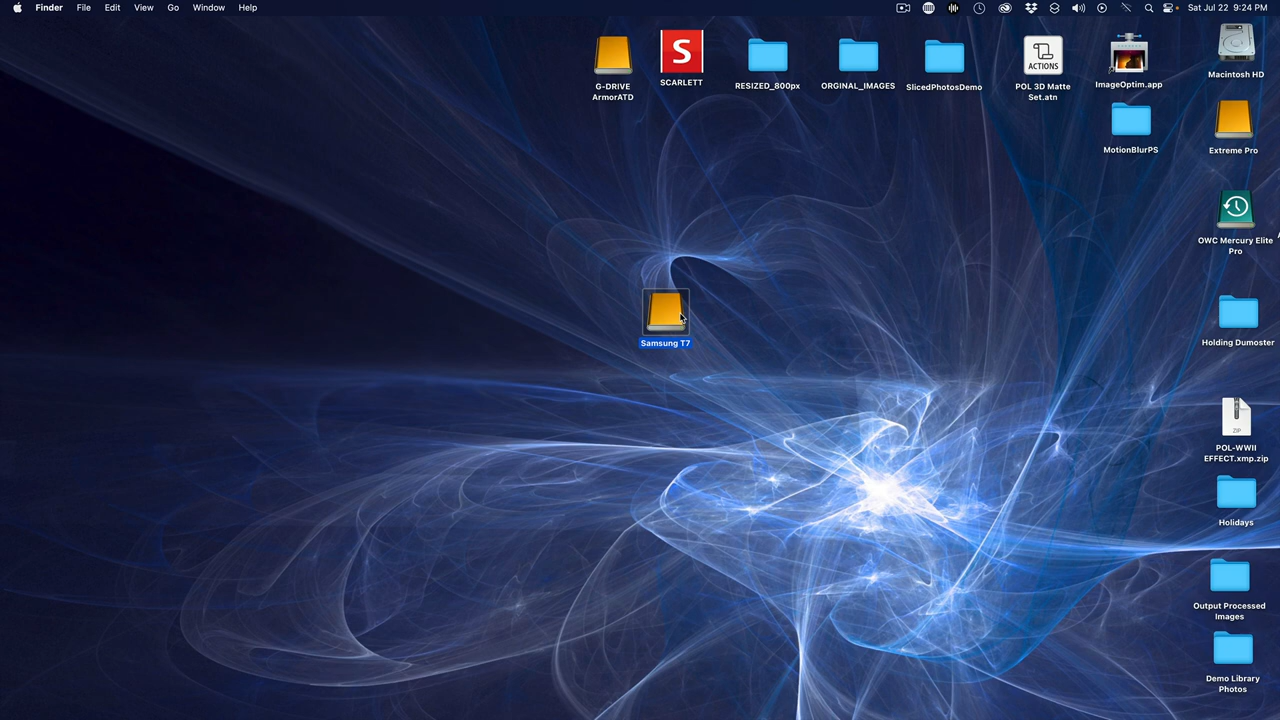 Finder File Edit View Go Window Help Sat Jul 22 9:24 PM
G-DRIVE
ArmorATD
S
SCARLETT
RESIZED_800px
ORGINAL_IMAGES
SlicedPhotosDemo
ACTIONS
POL 3D Matte
Set.atn
ImageOptim.app
Macintosh HD
MotionBlurPS
Extreme Pro
OWC Mercury Elite
Pro
Holding Dumoster
Samsung T7
ZIP
POL-WWII
EFFECT.xmp.zip
Holidays
Output Processed
Images
Demo Library
Photos